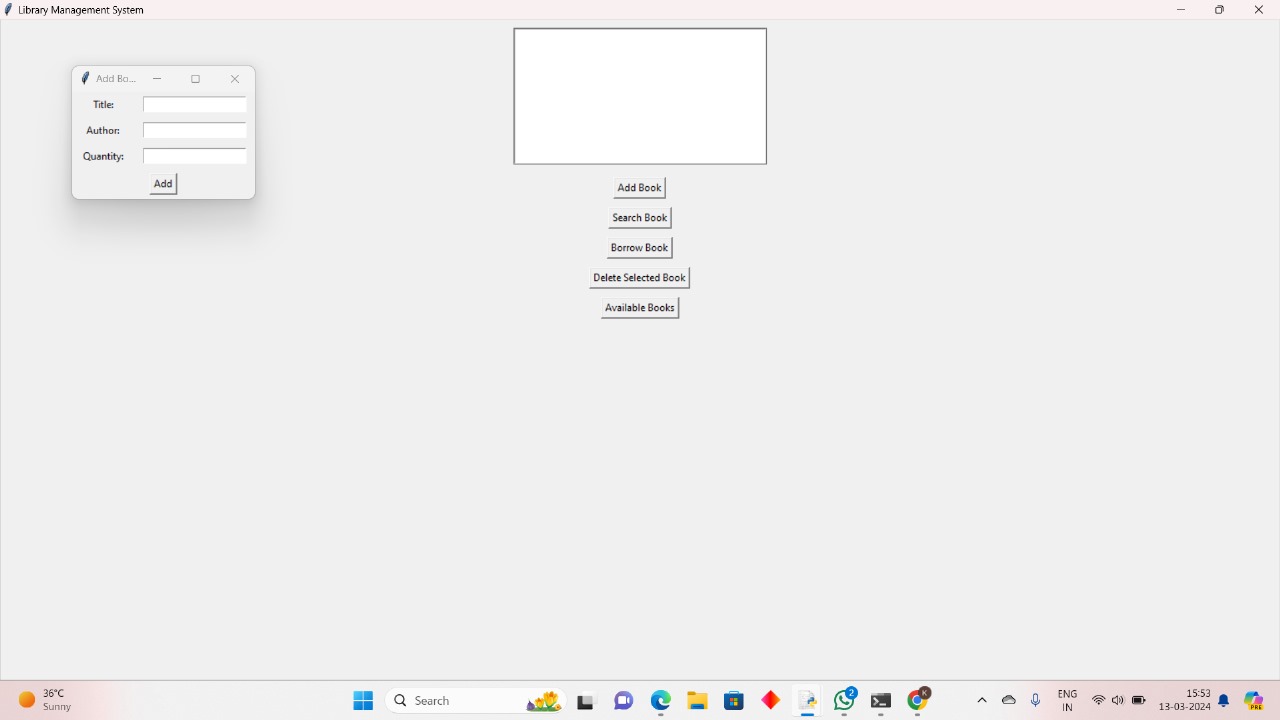 Library Management System
Add Bo...
Title:
Author:
Quantity:
Add
Add Book
Search Book
Borrow Book
Delete Selected Book
Available Books
36°C
Sunny
Search
2
K
ENG
IN
15:53
13-03-2024
PRE